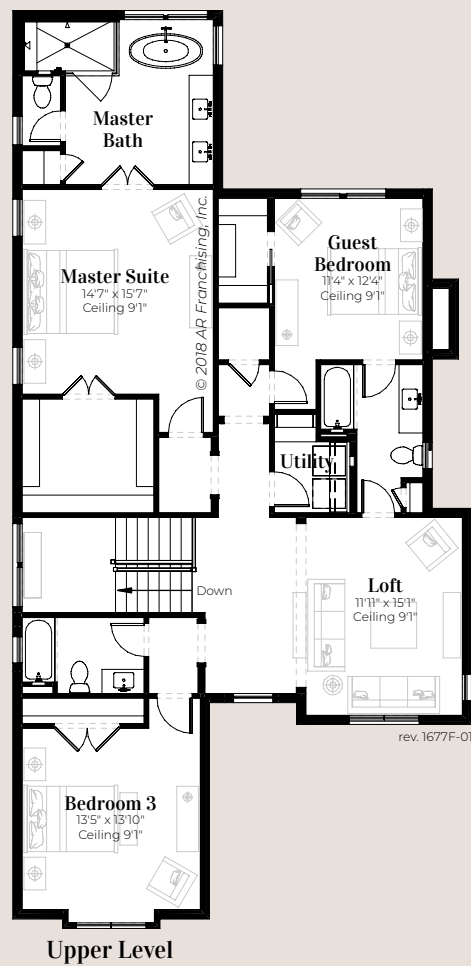 Master
Bath
Master Suite
14'7" x 15'7"
Ceiling 9'1"
© 2018 AR Franchising, Inc.
Guest
Bedroom
11'4" x 12'4"
Ceiling 9'1"
Utility
Down
Loft
11'11" x 15'1"
Ceiling 9'1"
rev. 1677F-01
Bedroom 3
13'5" x 13'10"
Ceiling 9'1"
Upper Level